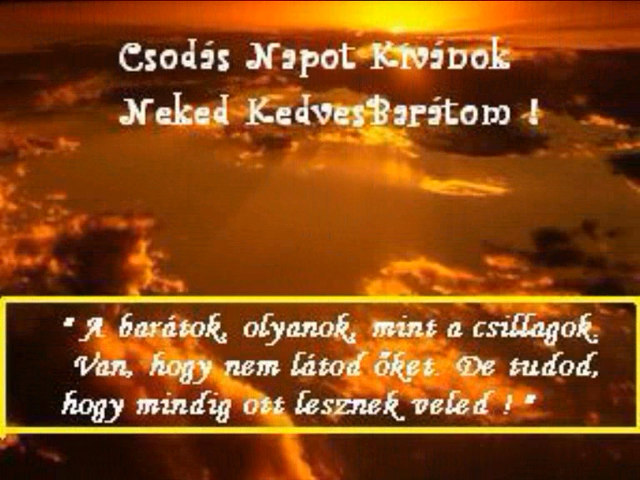 Csodás Napot Kívánok
Neked KedvesBarátom !
" A barátok, olyanok, mint a csillagok.
Van, hogy nem látod őket. De tudod,
hogy mindig ott lesznek veled ! "